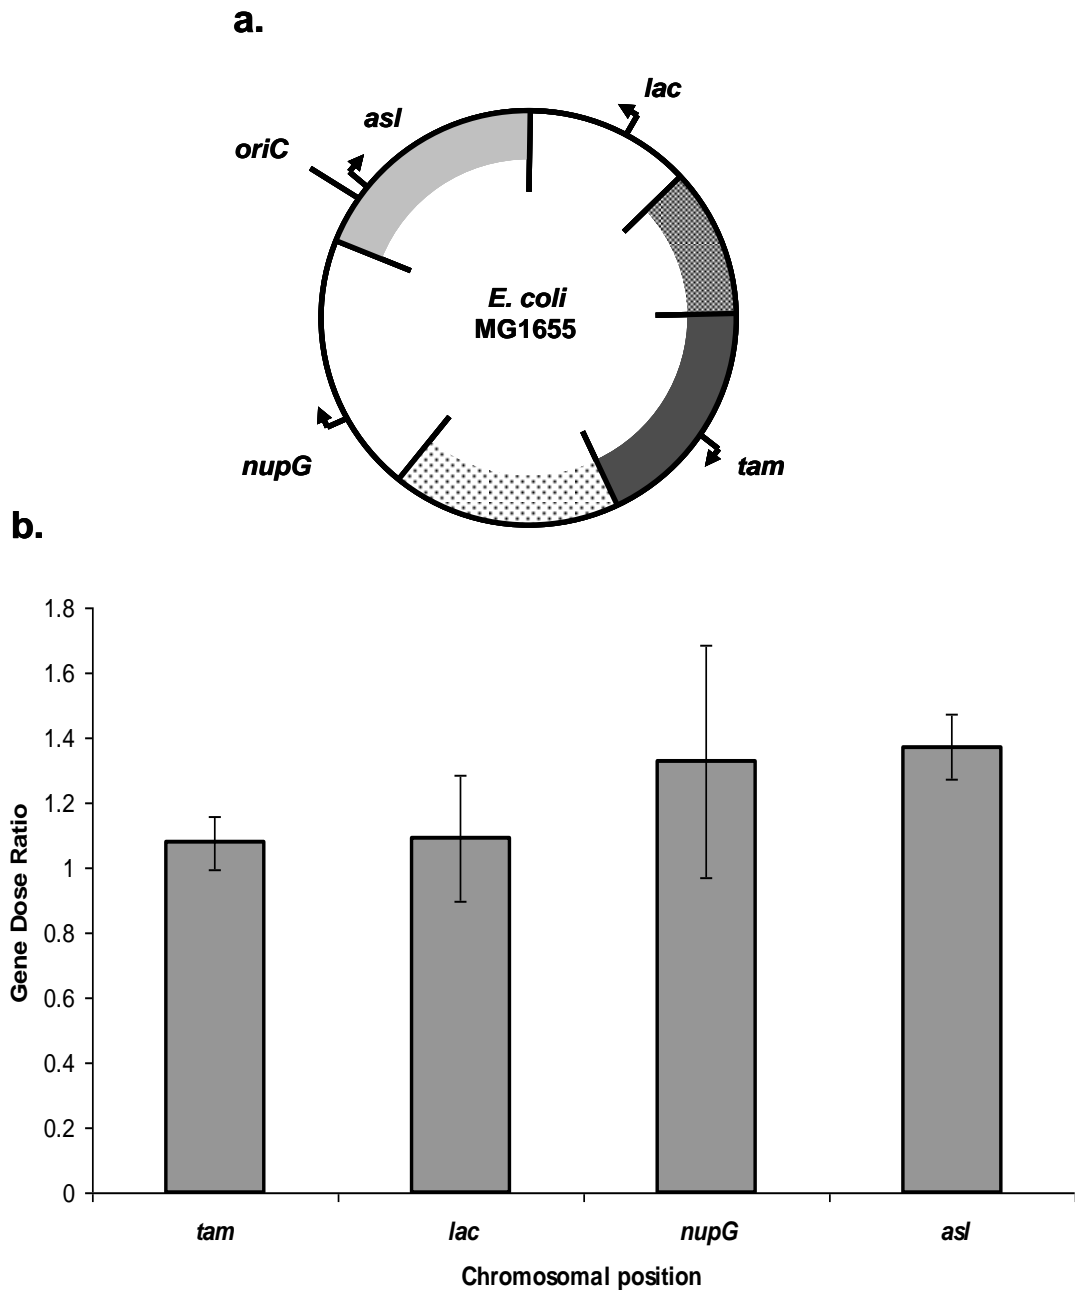 a.
lac
asl
oriC
E. coli
MG1655
nupG
tam
b.
1.8
1.6
1.4
1.2
1
0.8
0.6
0.4
0.2
0
Gene Dose Ratio
tam
lac
nupG
asl
Chromosomal position